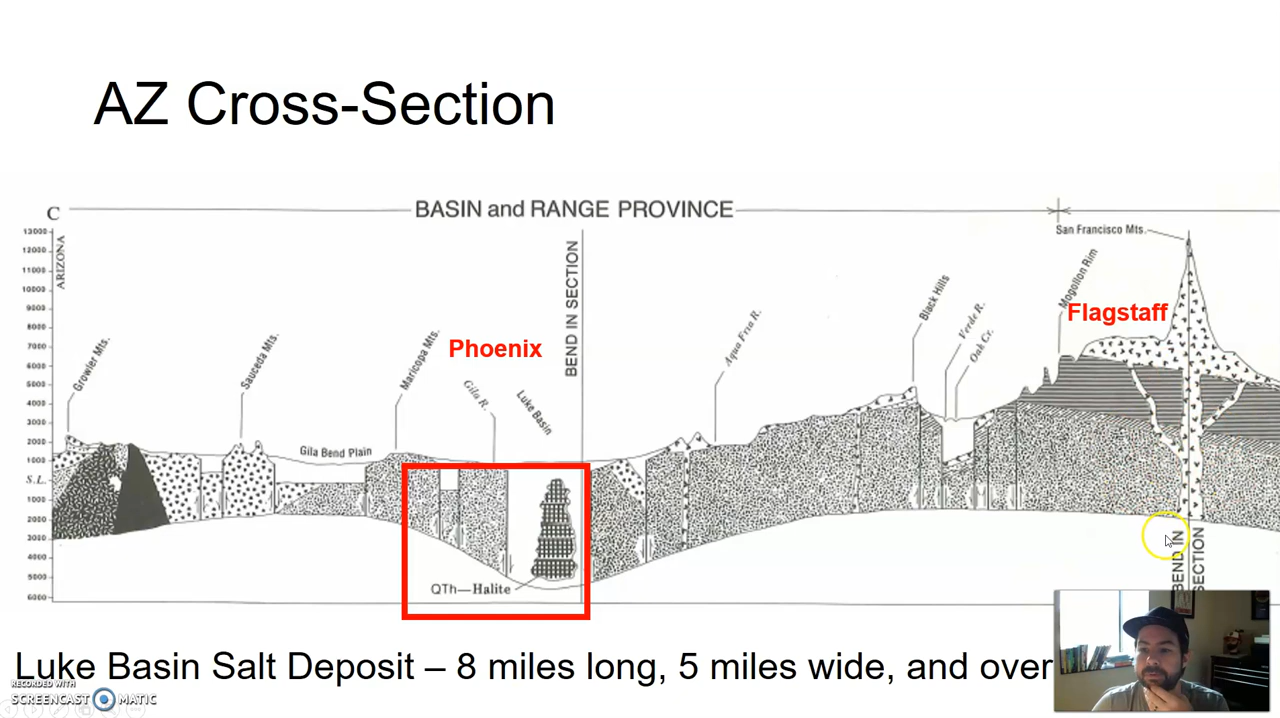 AZ Cross-Section
C
BASIN and RANGE PROVINCE
San Francisco Mts.
13000
12000
11000
10000
9000
8000
7000
6000
5000
4000
3000
2000
1000
S.L.
1000
2000
3000
4000
5000
6000
ARIZONA
Growler Mts.
Sauceda Mts.
Gila Bend Plain
Maricopa Mts.
Phoenix
Gila R.
Luke Basin
BEND IN SECTION
Aqua Fria R.
Black Hills
Verde R.
Oak Cr.
Mogollon Rim
Flagstaff
QTh—Halite
BEND IN
SECTION
Luke Basin Salt Deposit – 8 miles long, 5 miles wide, and over
RECORDED WITH
SCREENCAST MATIC